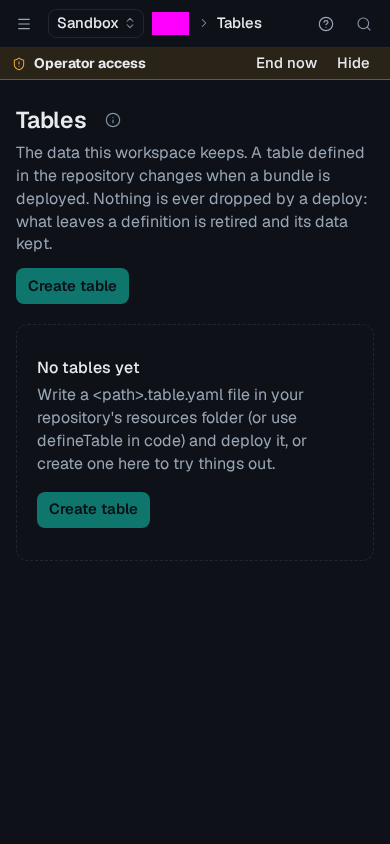 Sandbox
Tables
Operator access
End now
Hide
Tables
The data this workspace keeps. A table defined
in the repository changes when a bundle is
deployed. Nothing is ever dropped by a deploy:
what leaves a definition is retired and its data
kept.
Create table
No tables yet
Write a <path>.table.yaml file in your
repository's resources folder (or use
defineTable in code) and deploy it, or
create one here to try things out.
Create table